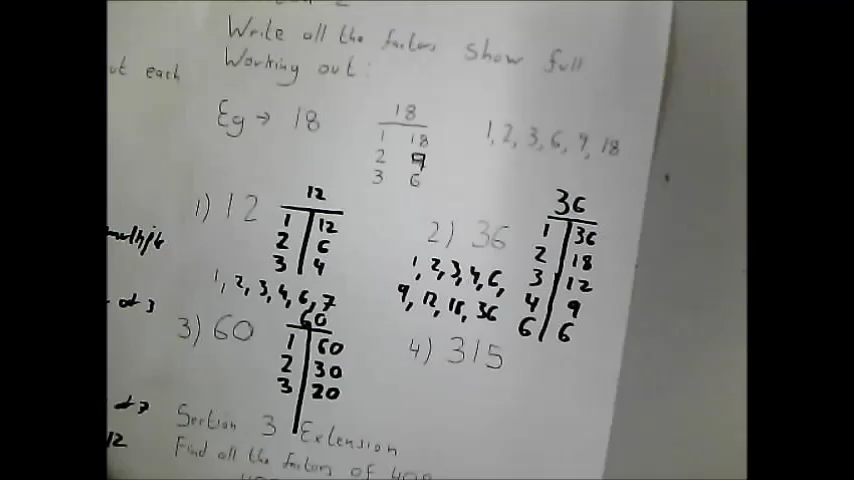 Write all the factors show full
ut each Working out:
Eg → 18
18
1 18
2 9
3 6
1, 2, 3, 6, 9, 18
1) 12
12
1 12
2 6
3 4
1, 2, 3, 4, 6, 7
2) 36
36
1 36
2 18
3 12
4 9
6 6
1, 2, 3, 4, 6,
9, 12, 18, 36
of 3
3) 60
60
1 60
2 30
3 20
4) 315
12
Section 3 Extension
Find all the factors of